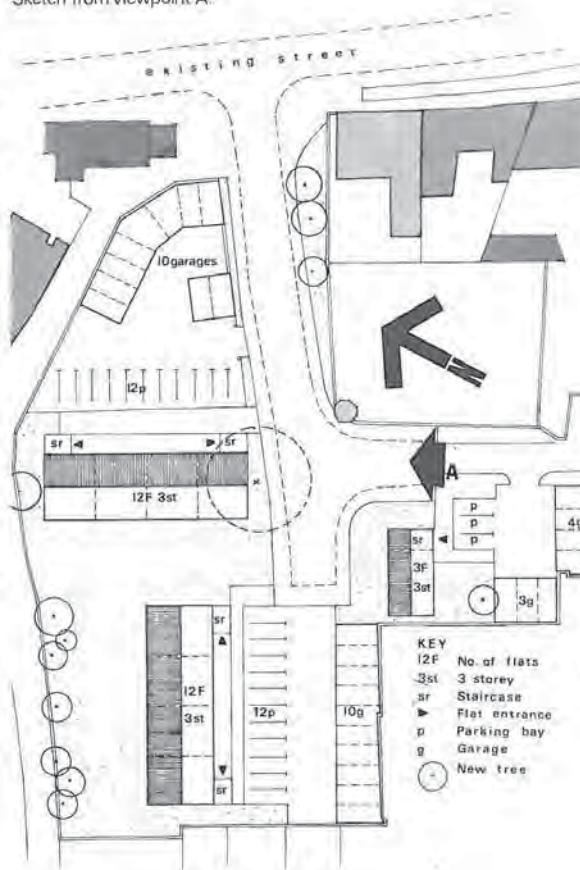 Sketch from viewpoint A.
existing street
10garages
12p
sr
sr
12F 3st
N
A
p
p
p
4g
sr
3F
3st
3g
sr
12F
3st
12p
10g
sr
KEY
12F No. of flats
3st 3 storey
sr Staircase
▶ Flat entrance
p Parking bay
g Garage
New tree